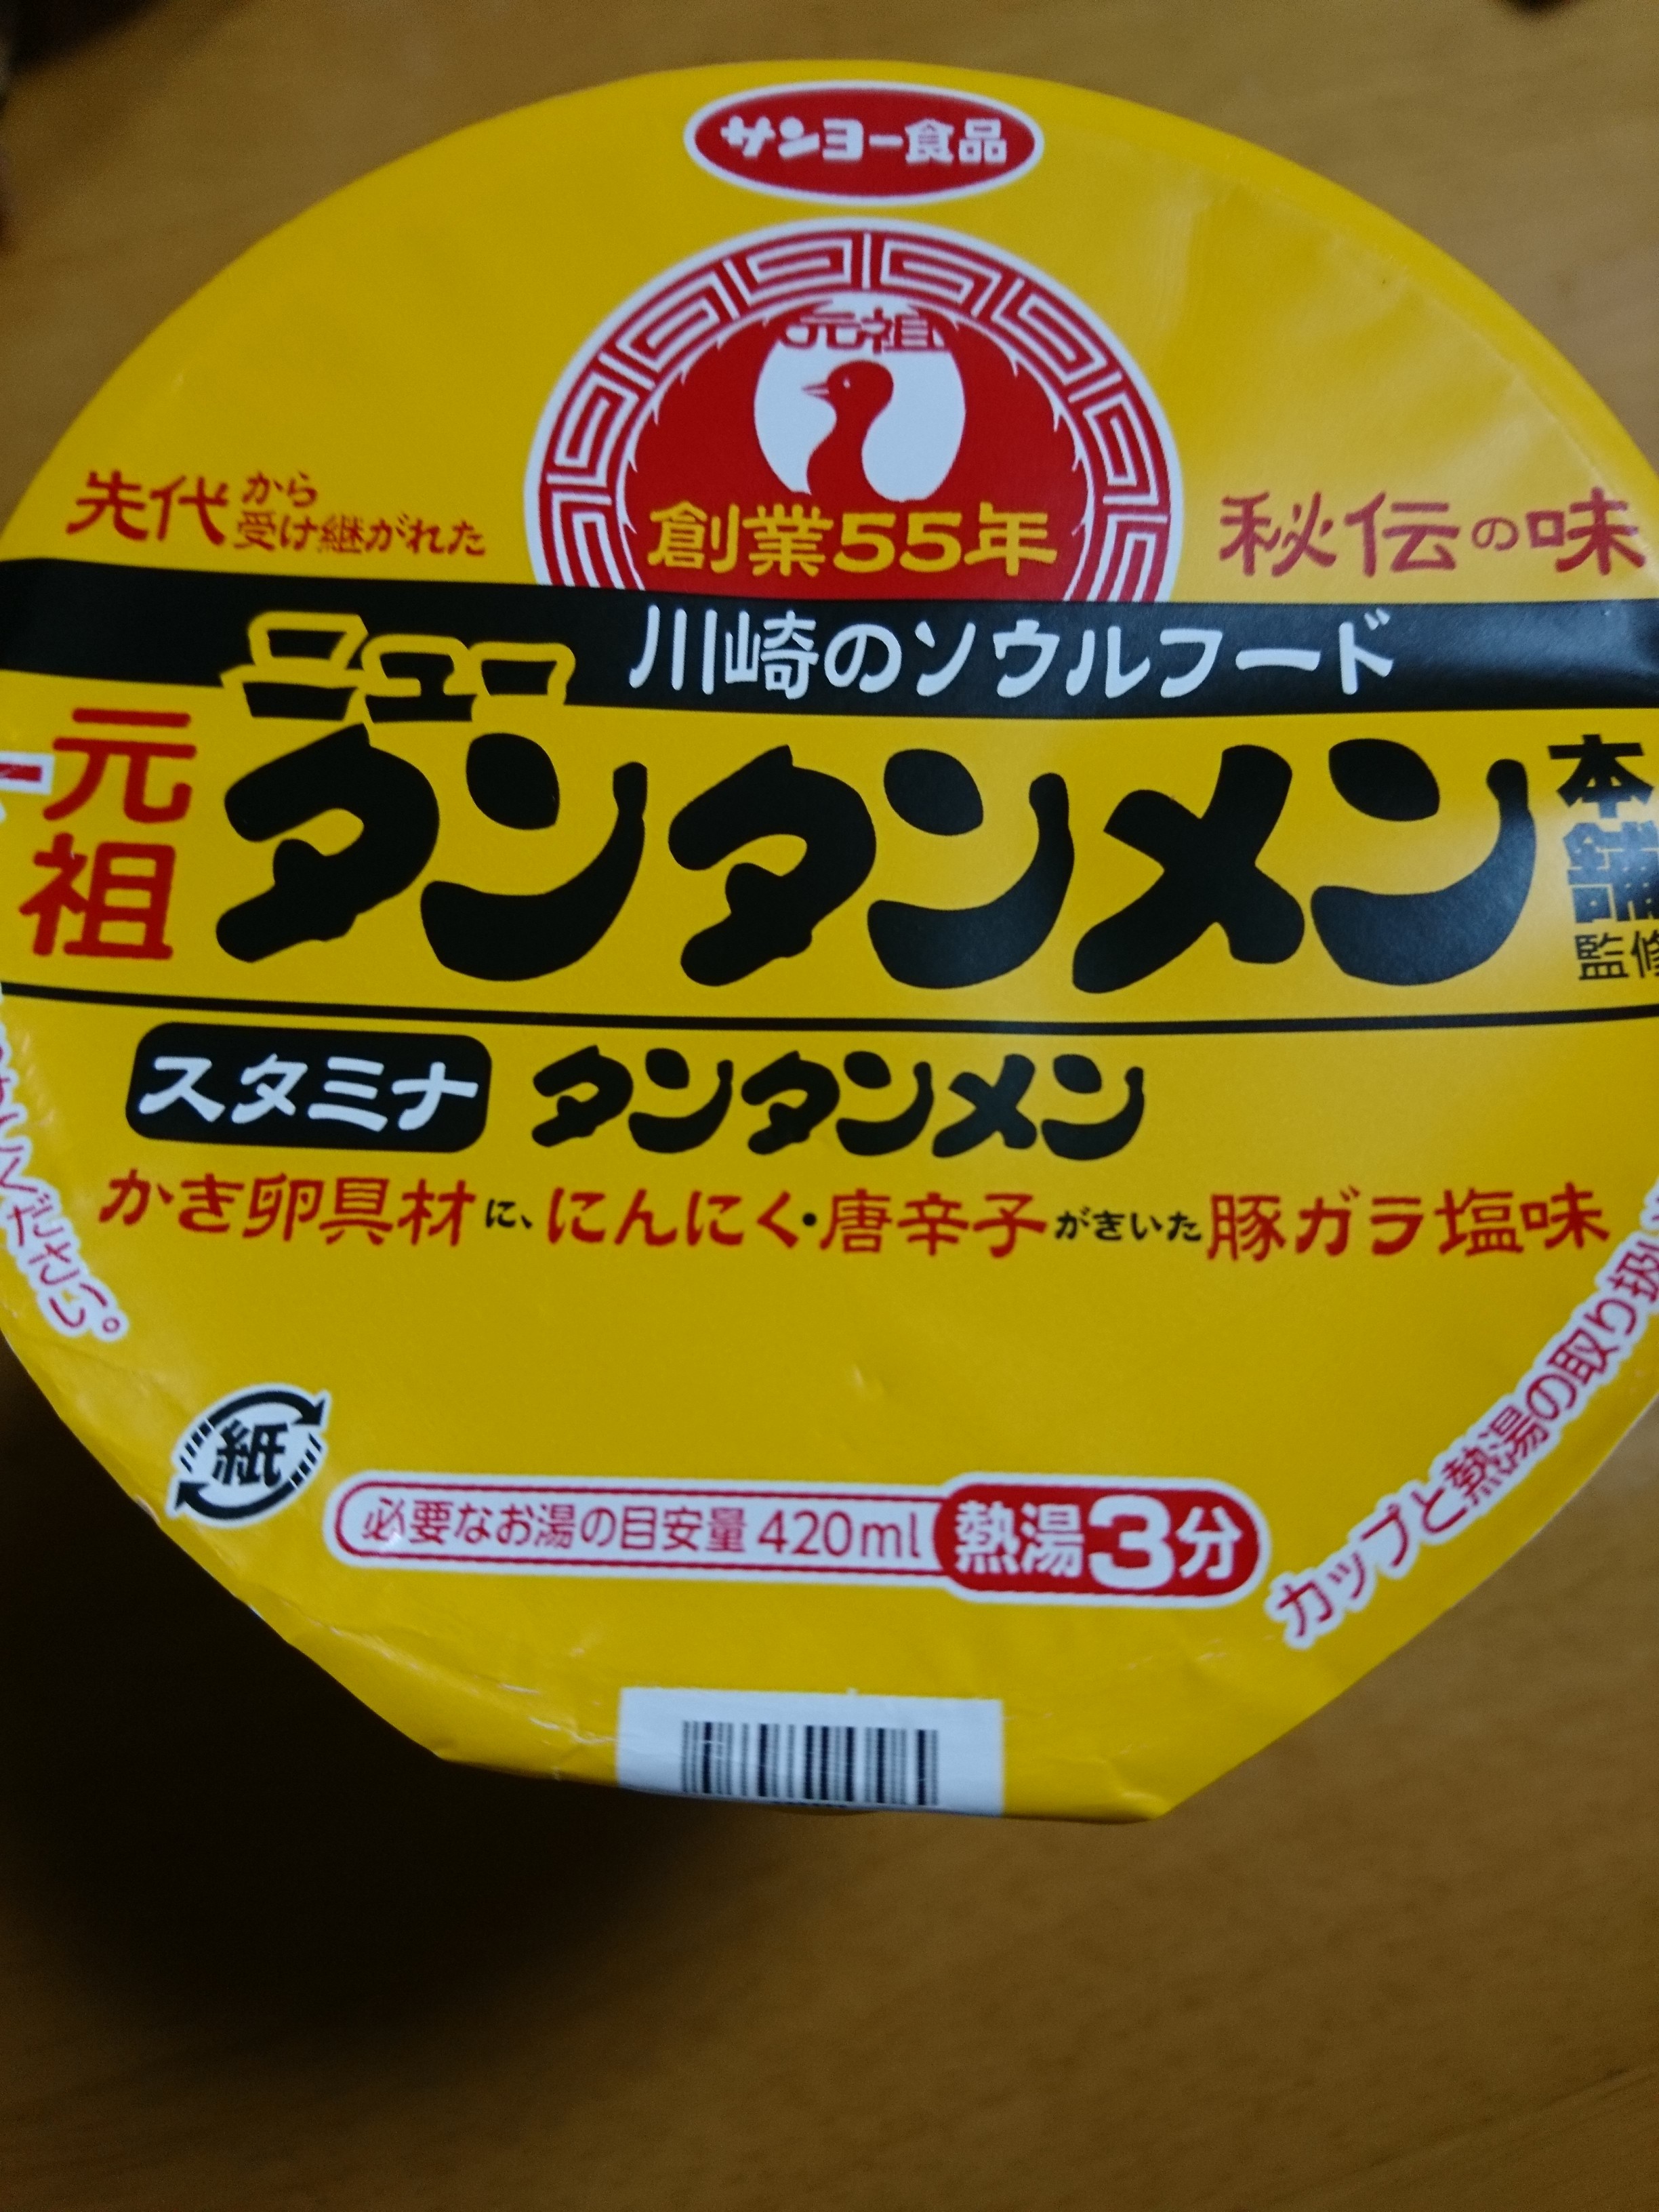 サンヨー食品
元祖
創業55年
先代から受け継がれた
秘伝の味
川崎のソウルフード
元祖
ニュー
タンタンメン
本舗
監修
スタミナ タンタンメン
かき卵具材に、にんにく・唐辛子がきいた豚ガラ塩味
ください。
紙
必要なお湯の目安量 420ml 熱湯3分
カップと熱湯の取り扱